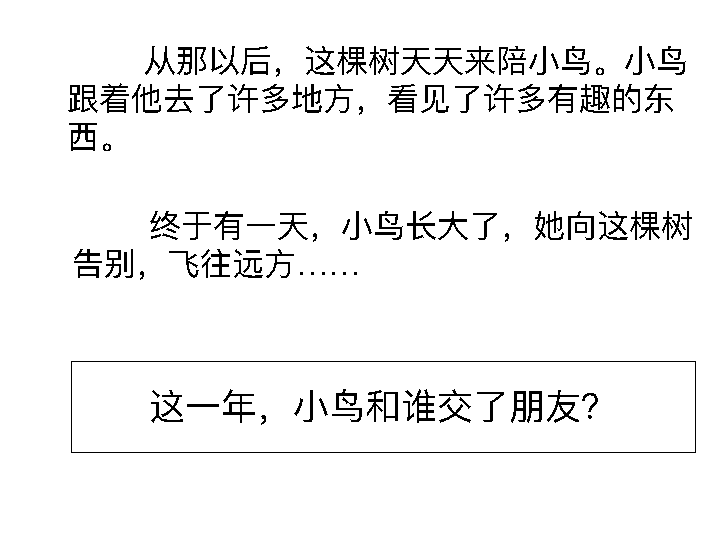 从那以后，这棵树天天来陪小鸟。小鸟
跟着他去了许多地方，看见了许多有趣的东
西。
终于有一天，小鸟长大了，她向这棵树
告别，飞往远方……
这一年，小鸟和谁交了朋友？